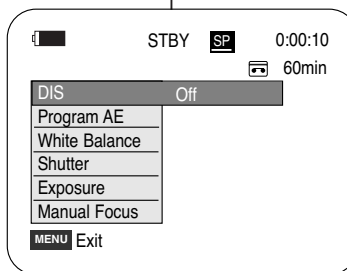 STBY SP 0:00:10
60min
DIS Off
Program AE
White Balance
Shutter
Exposure
Manual Focus
MENU Exit